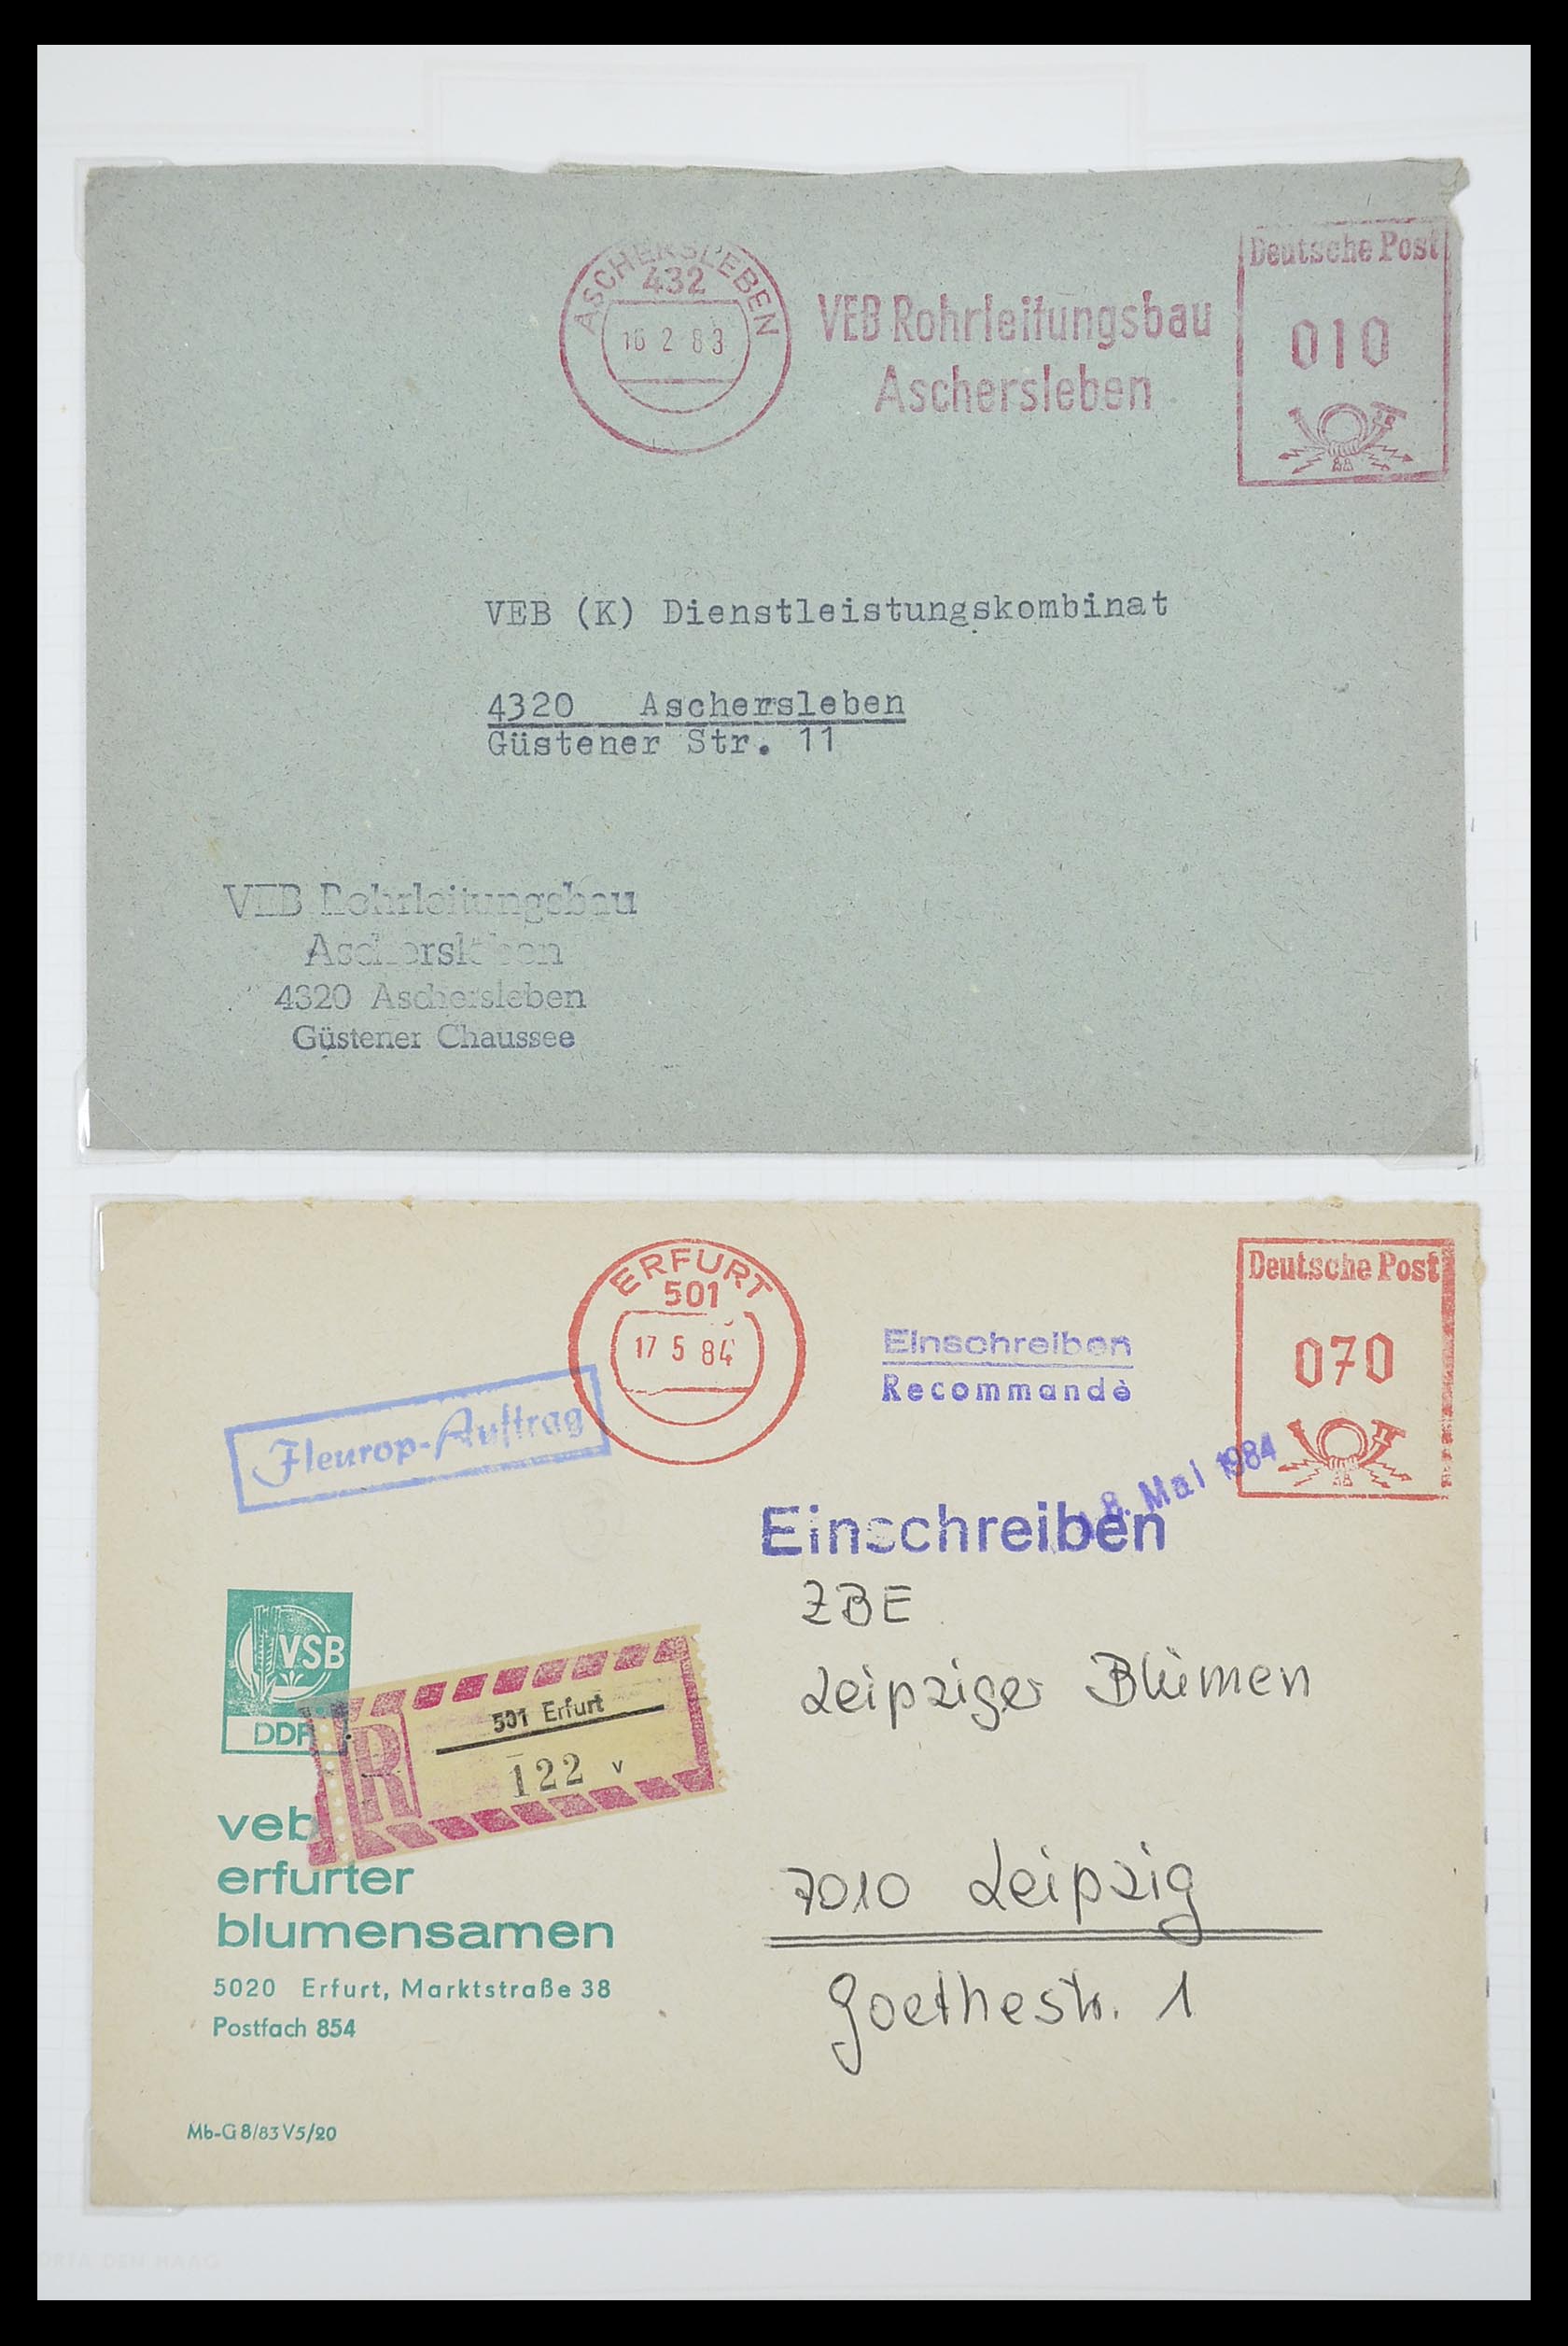 ASCHERSLEBEN
432
16 2 83
VEB Rohrleitungsbau
Aschersleben
Deutsche Post
010
VEB (K) Dienstleistungskombinat
4320 Aschersleben
Güstener Str. 11
VEB Rohrleitungsbau
Aschersleben
4320 Aschersleben
Güstener Chaussee
ERFURT
501
17 5 84
Einschreiben
Recommandè
Deutsche Post
070
Fleurop-Auftrag
8. Mai 1984
Einschreiben
ZBE
Leipziger Blumen
7010 Leipzig
Goethestr. 1
VSB
DDR
R
501 Erfurt
122 v
veb
erfurter
blumensamen
5020 Erfurt, Marktstraße 38
Postfach 854
Mb-G 8/83 V5/20